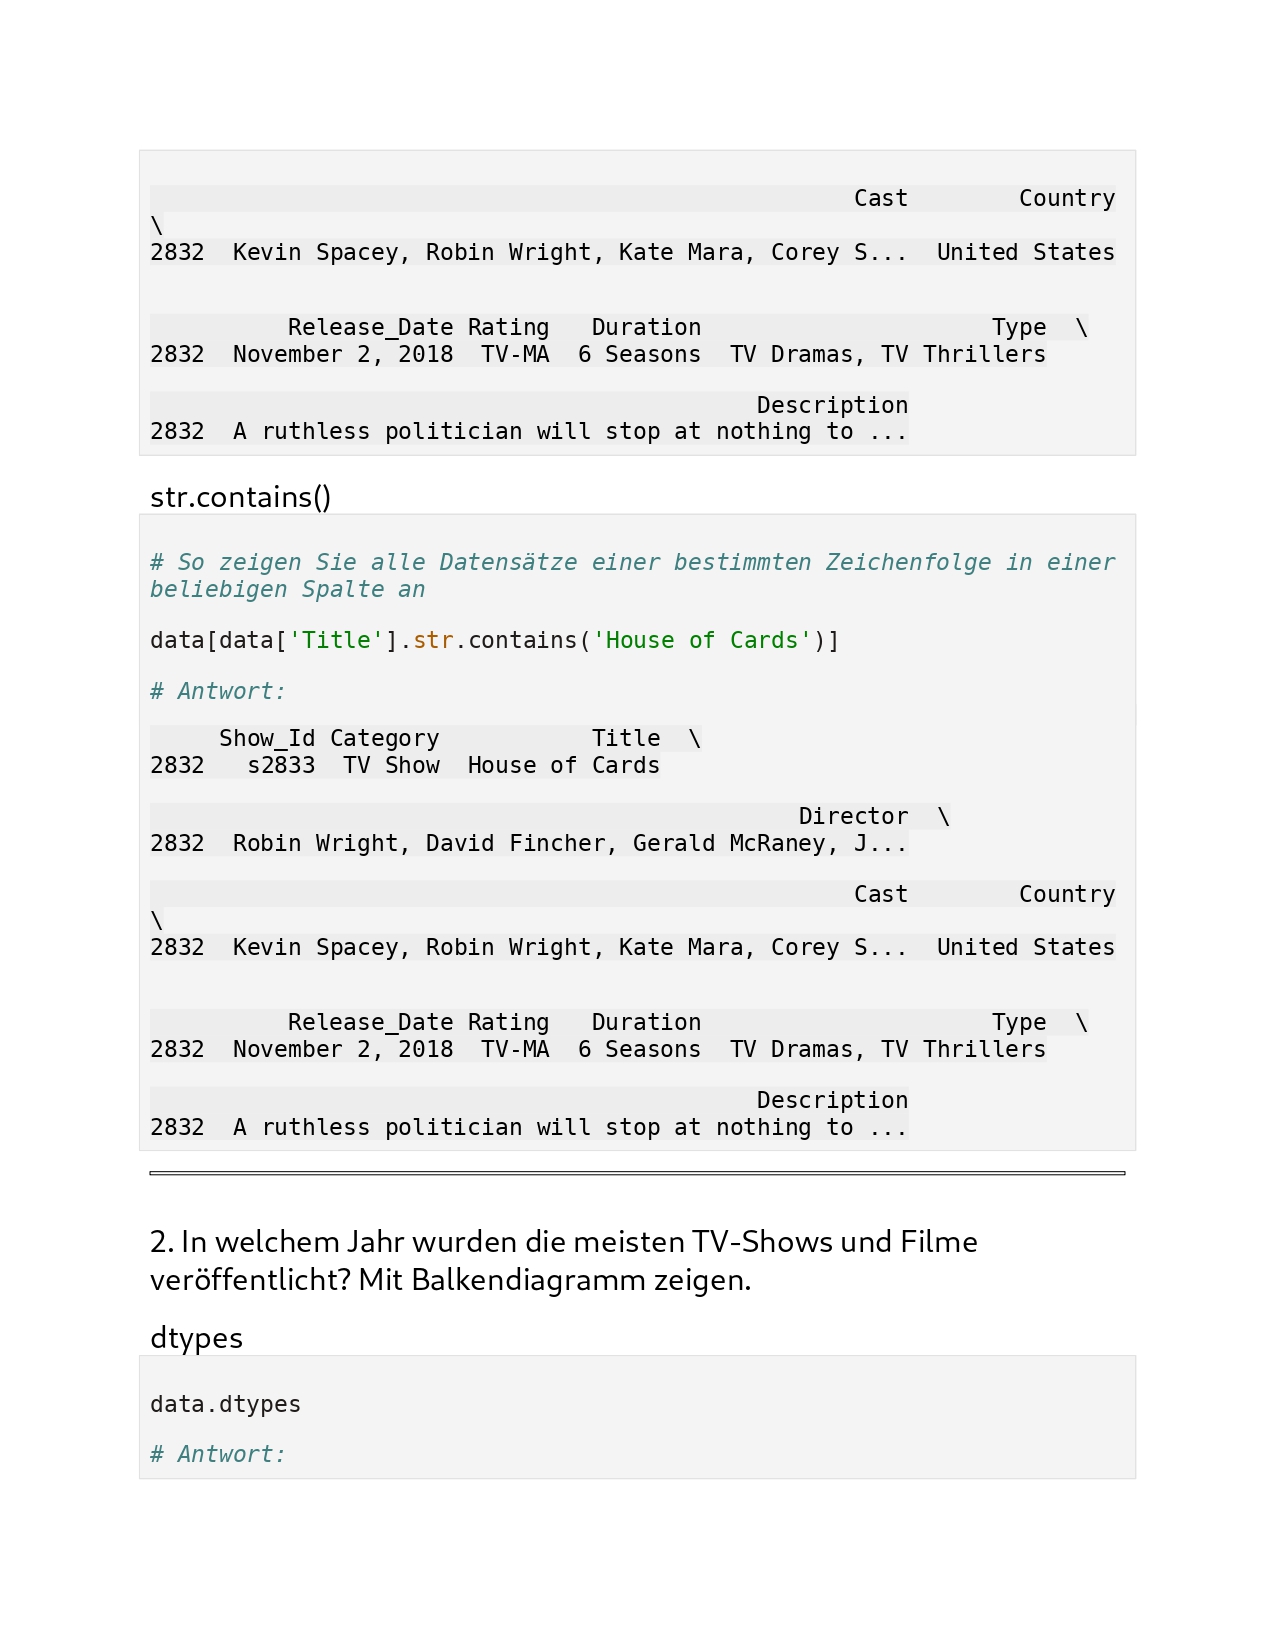 Cast        Country
\
2832  Kevin Spacey, Robin Wright, Kate Mara, Corey S...  United States
Release_Date Rating   Duration                     Type  \
2832  November 2, 2018  TV-MA  6 Seasons  TV Dramas, TV Thrillers
Description
2832  A ruthless politician will stop at nothing to ...
str.contains()
# So zeigen Sie alle Datensätze einer bestimmten Zeichenfolge in einer
beliebigen Spalte an
data[data['Title'].str.contains('House of Cards')]
# Antwort:
Show_Id Category           Title  \
2832   s2833  TV Show  House of Cards
Director  \
2832  Robin Wright, David Fincher, Gerald McRaney, J...
Cast        Country
\
2832  Kevin Spacey, Robin Wright, Kate Mara, Corey S...  United States
Release_Date Rating   Duration                     Type  \
2832  November 2, 2018  TV-MA  6 Seasons  TV Dramas, TV Thrillers
Description
2832  A ruthless politician will stop at nothing to ...
2. In welchem Jahr wurden die meisten TV-Shows und Filme
veröffentlicht? Mit Balkendiagramm zeigen.
dtypes
data.dtypes
# Antwort: